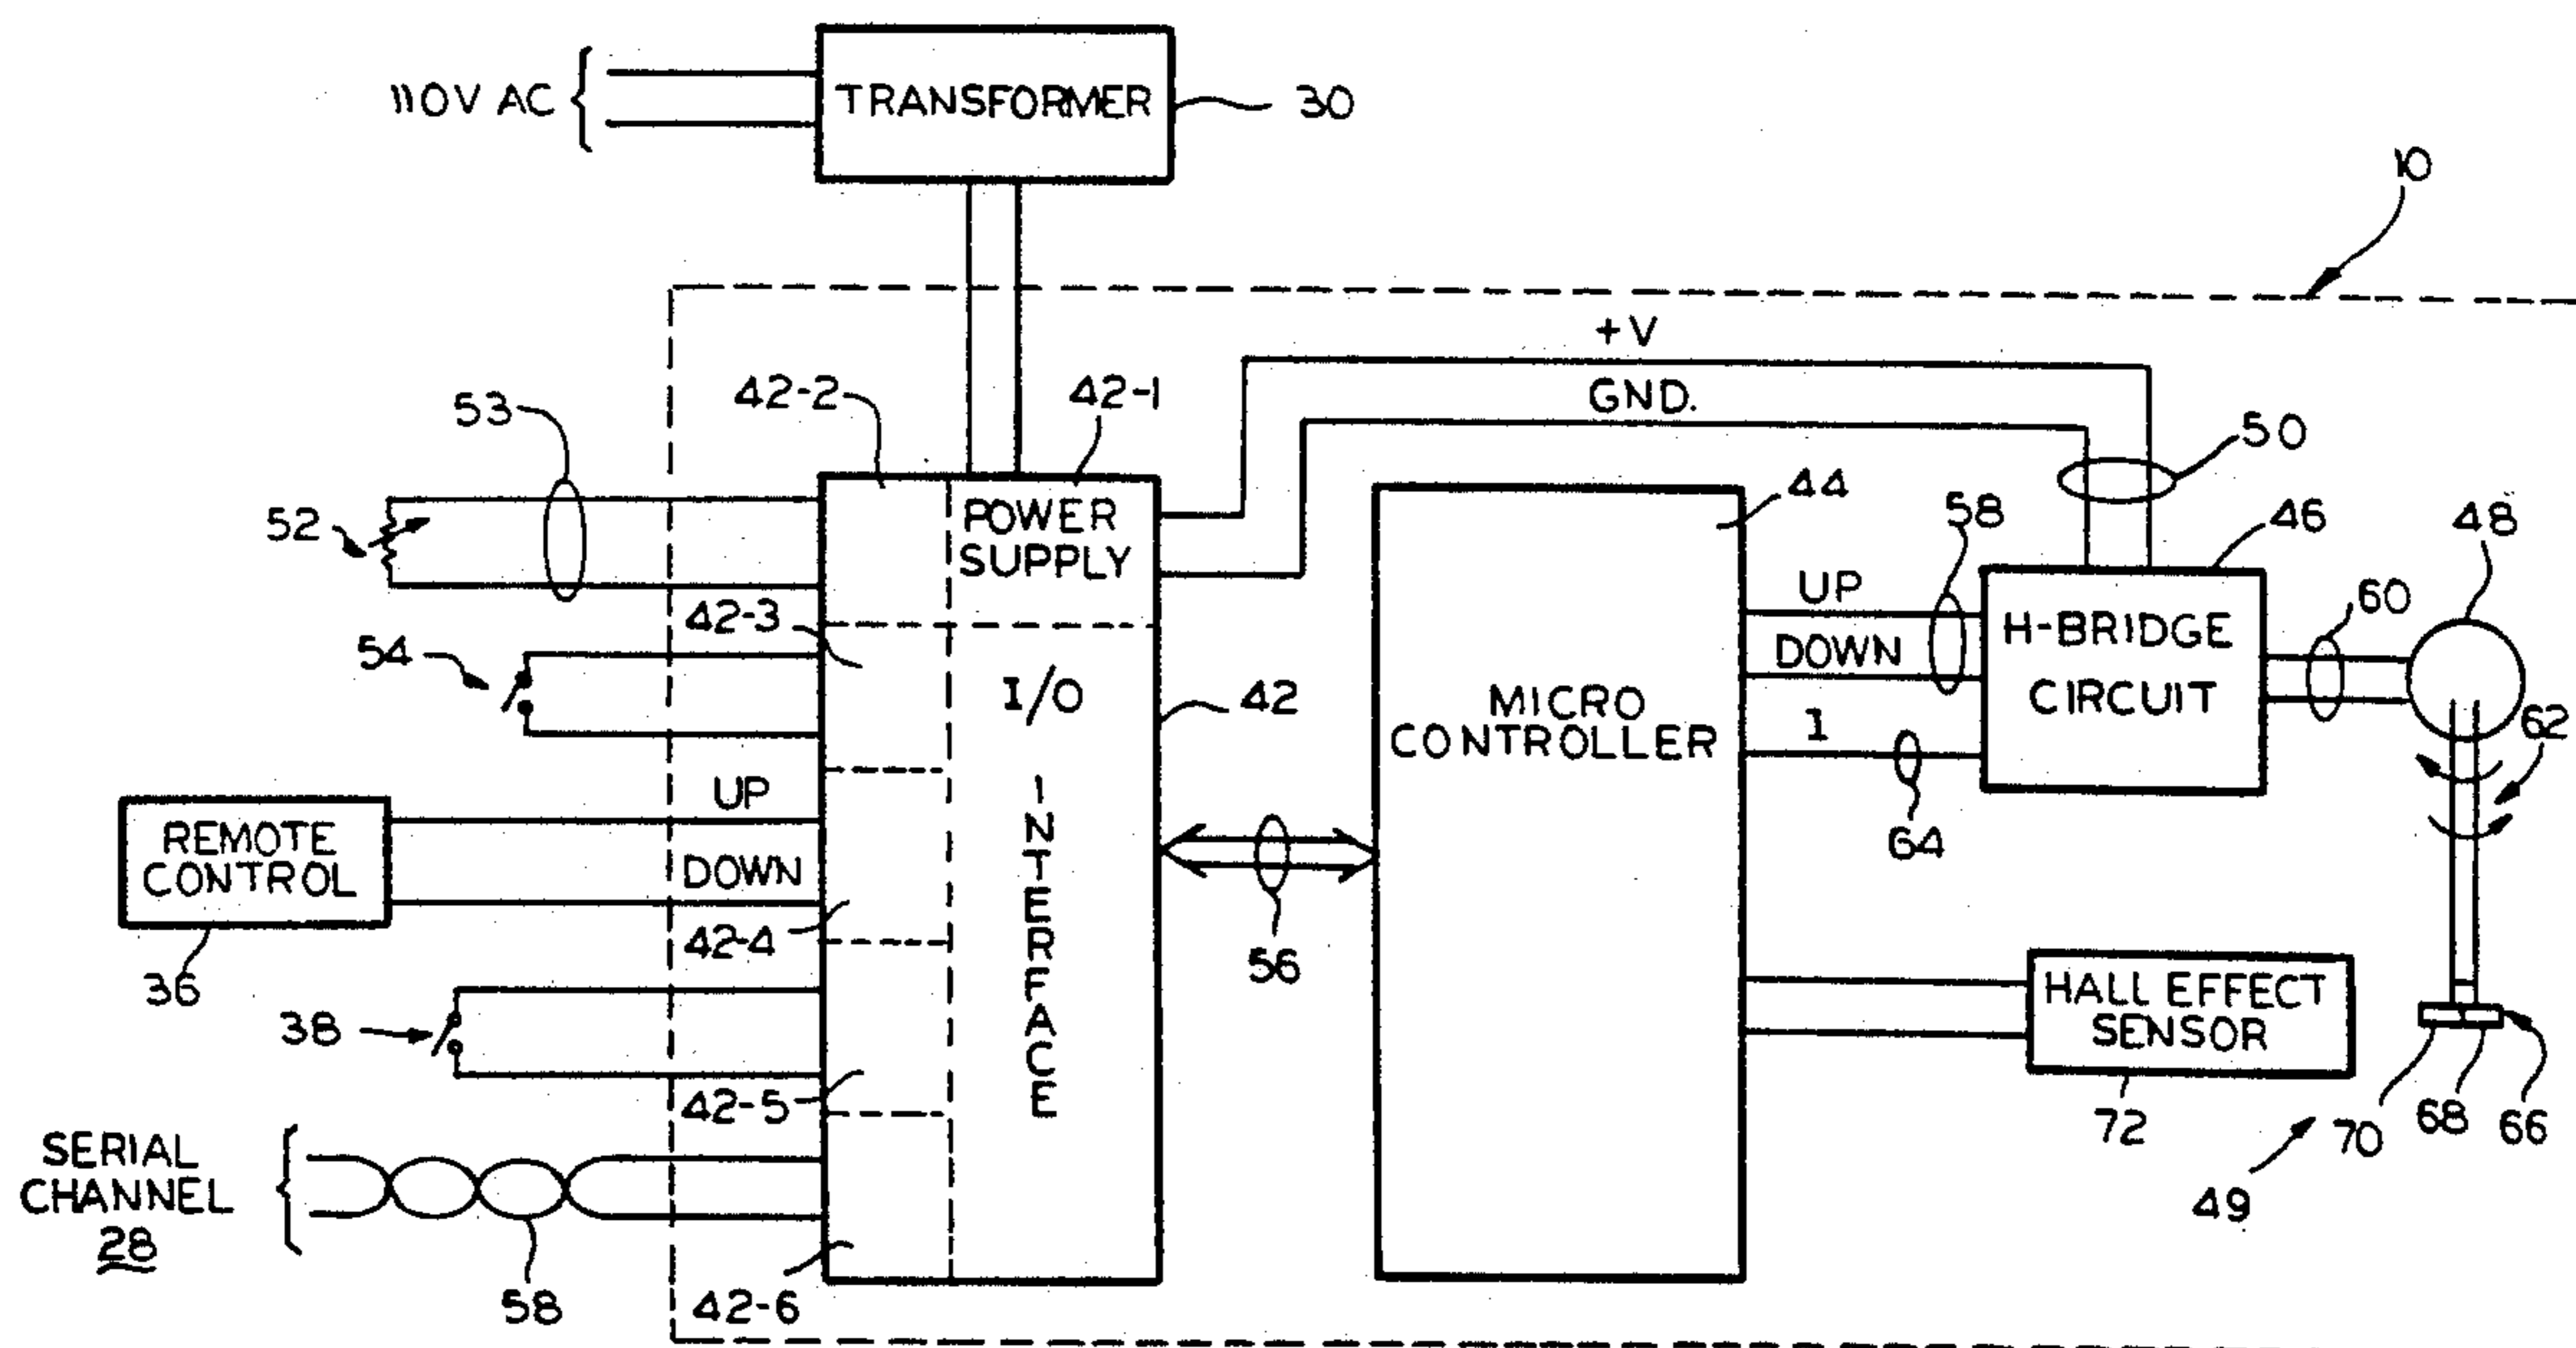 110V AC
TRANSFORMER
30
10
+V
GND.
42-2
42-1
53
50
52
POWER
SUPPLY
44
58
46
48
UP
42-3
54
I/O
INTERFACE
42
MICRO
CONTROLLER
DOWN
I
H-BRIDGE
CIRCUIT
60
62
64
UP
DOWN
REMOTE
CONTROL
36
42-4
56
38
42-5
HALL EFFECT
SENSOR
72
70
68
66
49
SERIAL
CHANNEL
28
58
42-6